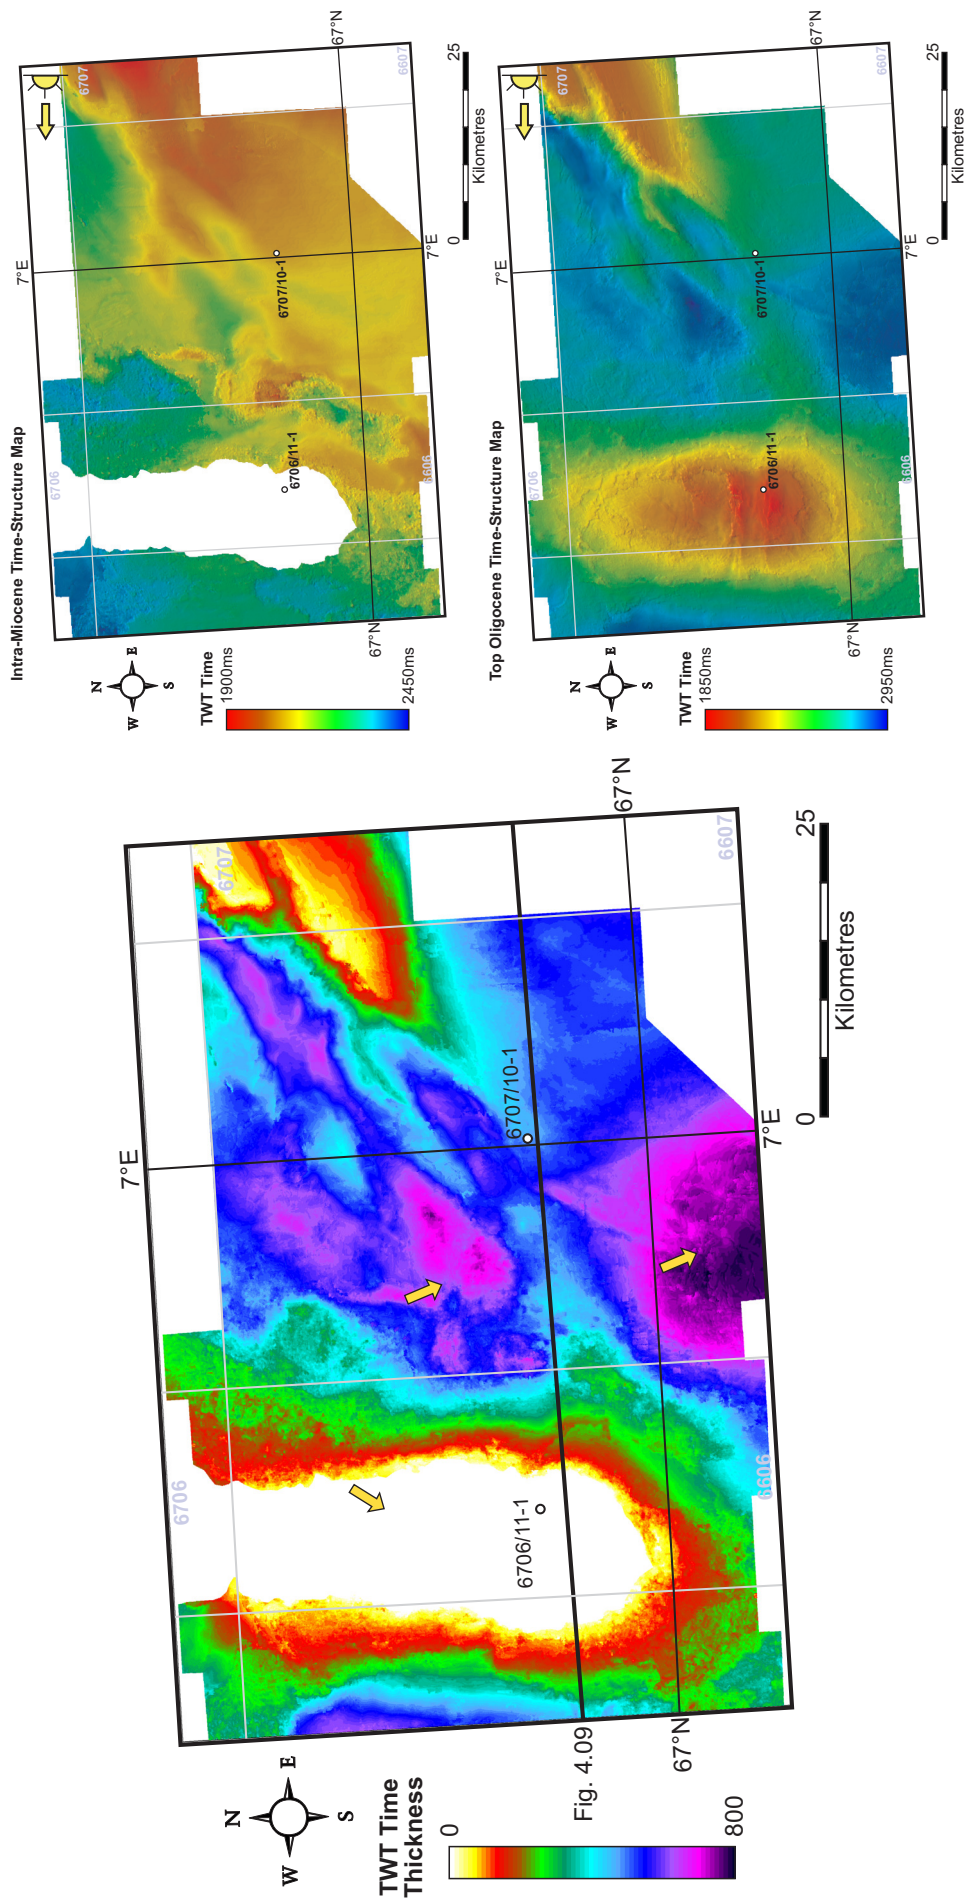 Intra-Miocene Time-Structure Map
6706
6707
6606
6607
7°E
7°E
67°N
67°N
6706/11-1
6707/10-1
N
E
S
W
TWT Time
1900ms
2450ms
0
25
Kilometres
Top Oligocene Time-Structure Map
6706
6707
6606
6607
7°E
7°E
67°N
67°N
6706/11-1
6707/10-1
N
E
S
W
TWT Time
1850ms
2950ms
0
25
Kilometres
6706
6707
6606
6607
7°E
7°E
67°N
67°N
6706/11-1
6707/10-1
Fig. 4.09
N
E
S
W
TWT Time
Thickness
0
800
0
25
Kilometres